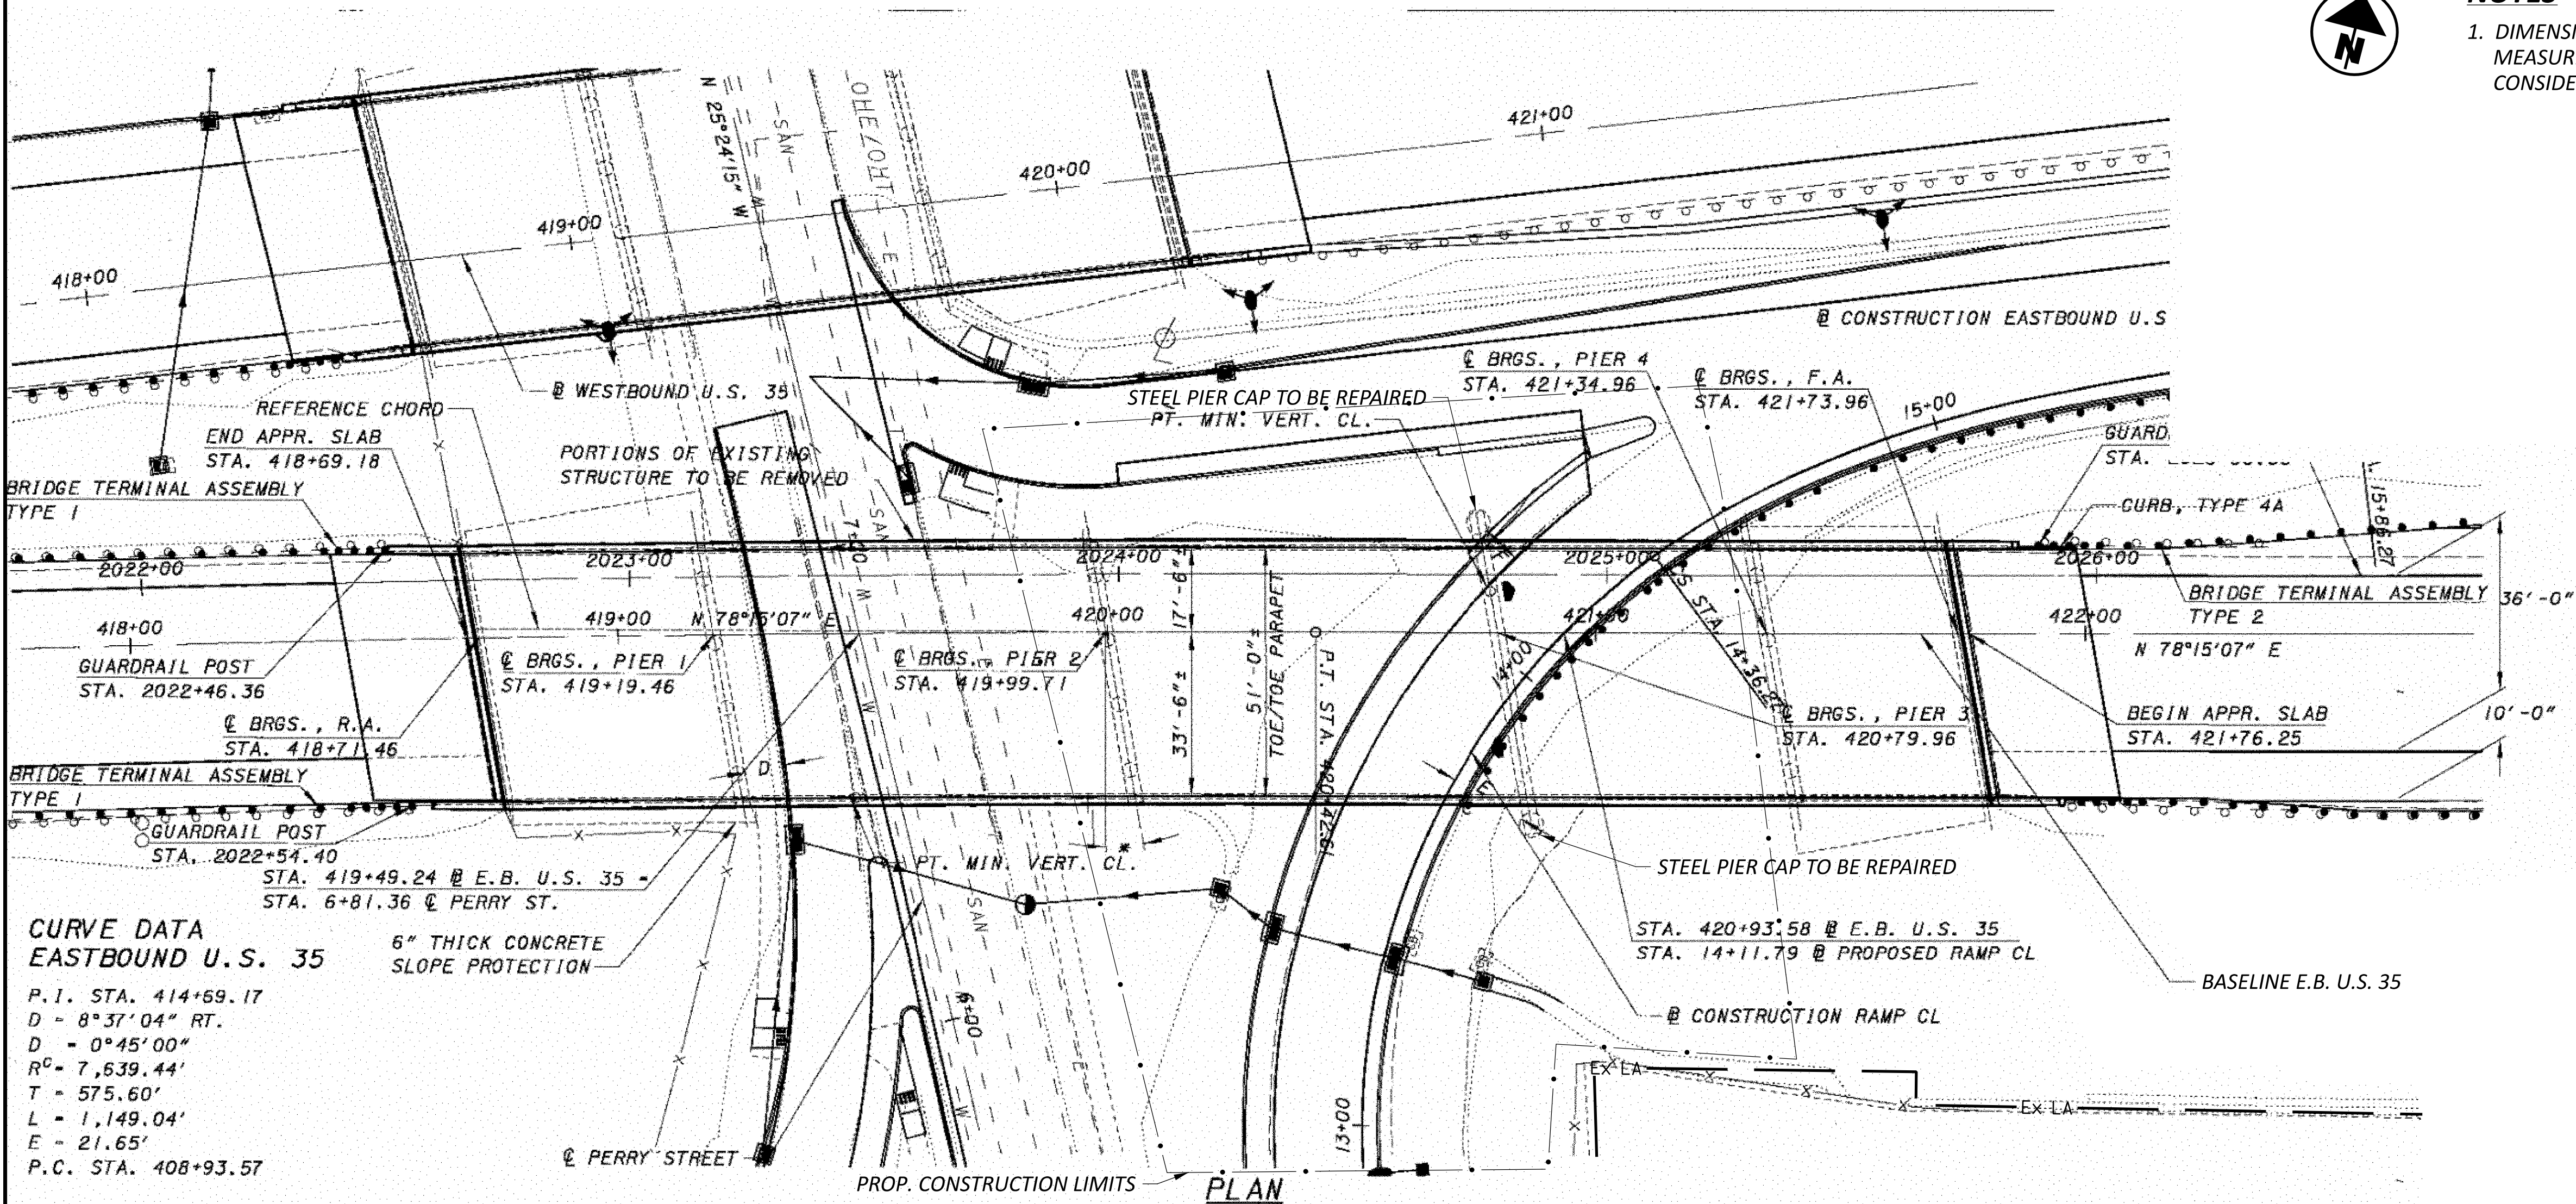 NOTES
1. DIMENSI
MEASUR
CONSIDE
N
N 25°24'15" W
SAN
OHE/OHT
E
421+00
420+00
419+00
418+00
℄ CONSTRUCTION EASTBOUND U.S
℄ BRGS., PIER 4
STA. 421+34.96
℄ BRGS., F.A.
STA. 421+73.96
15+00
STEEL PIER CAP TO BE REPAIRED
PT. MIN. VERT. CL.
℄ WESTBOUND U.S. 35
REFERENCE CHORD
END APPR. SLAB
STA. 418+69.18
PORTIONS OF EXISTING
STRUCTURE TO BE REMOVED
GUARD
STA.
BRIDGE TERMINAL ASSEMBLY
TYPE 1
CURB, TYPE 4A
15+86.27
2022+00
2023+00
2024+00
2025+00
2026+00
7+00
SAN
M
W
17'-6"±
33'-6"±
51'-0"±
TOE/TOE PARAPET
P.T. STA. 420+42.61
BRIDGE TERMINAL ASSEMBLY
TYPE 2
36'-0"
418+00
419+00
N 78°15'07" E
420+00
421+00
422+00
N 78°15'07" E
GUARDRAIL POST
STA. 2022+46.36
℄ BRGS., PIER 1
STA. 419+19.46
℄ BRGS., PIER 2
STA. 419+99.71
14+00
℄ BRGS., PIER 3
STA. 420+79.96
BEGIN APPR. SLAB
STA. 421+76.25
10'-0"
℄ BRGS., R.A.
STA. 418+71.46
BRIDGE TERMINAL ASSEMBLY
TYPE 1
D
E
GUARDRAIL POST
STA. 2022+54.40
PT. MIN. VERT. CL.
*
STEEL PIER CAP TO BE REPAIRED
STA. 419+49.24 ℄ E.B. U.S. 35 =
STA. 6+81.36 ℄ PERRY ST.
SAN
STA. 420+93.58 ℄ E.B. U.S. 35
STA. 14+11.79 ℄ PROPOSED RAMP CL
6" THICK CONCRETE
SLOPE PROTECTION
BASELINE E.B. U.S. 35
6+00
℄ CONSTRUCTION RAMP CL
CURVE DATA
EASTBOUND U.S. 35
P.I. STA. 414+69.17
D = 8°37'04" RT.
D = 0°45'00"
Rᶜ= 7,639.44'
T = 575.60'
L = 1,149.04'
E = 21.65'
P.C. STA. 408+93.57
EX LA
EX LA
13+00
℄ PERRY STREET
PROP. CONSTRUCTION LIMITS
PLAN